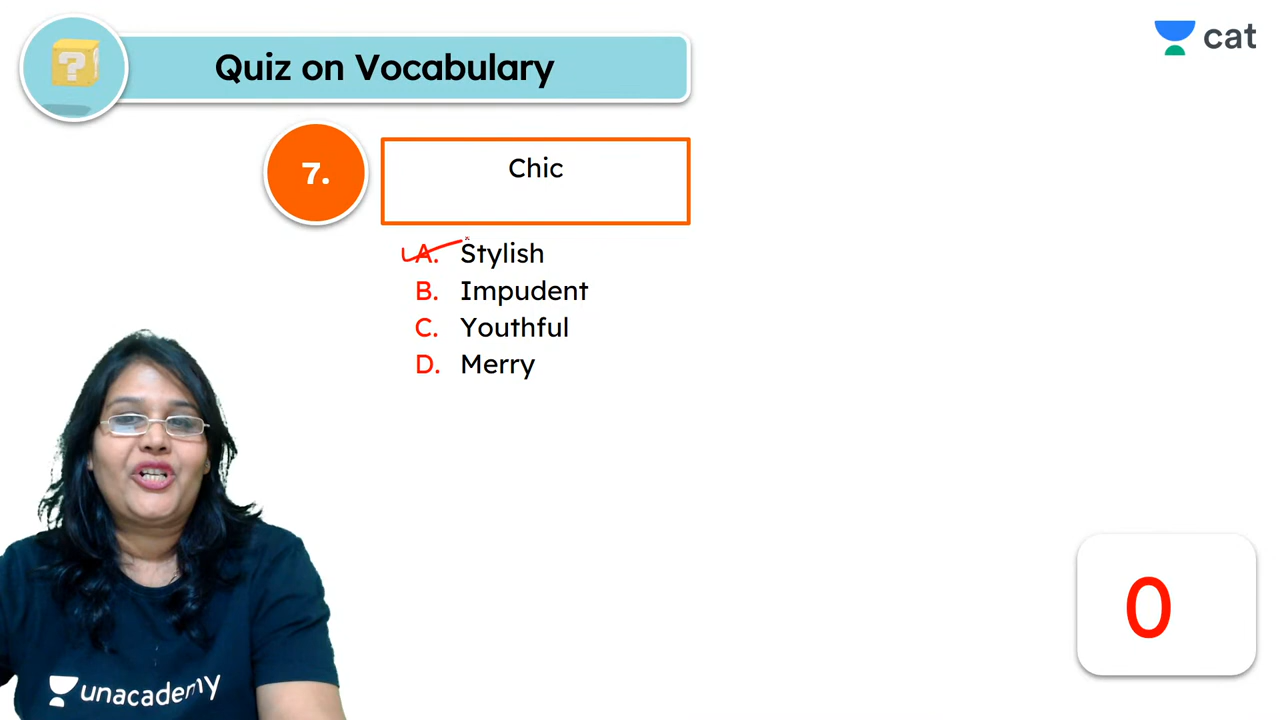 Quiz on Vocabulary
cat
7.
Chic
A. Stylish
B. Impudent
C. Youthful
D. Merry
unacademy
0